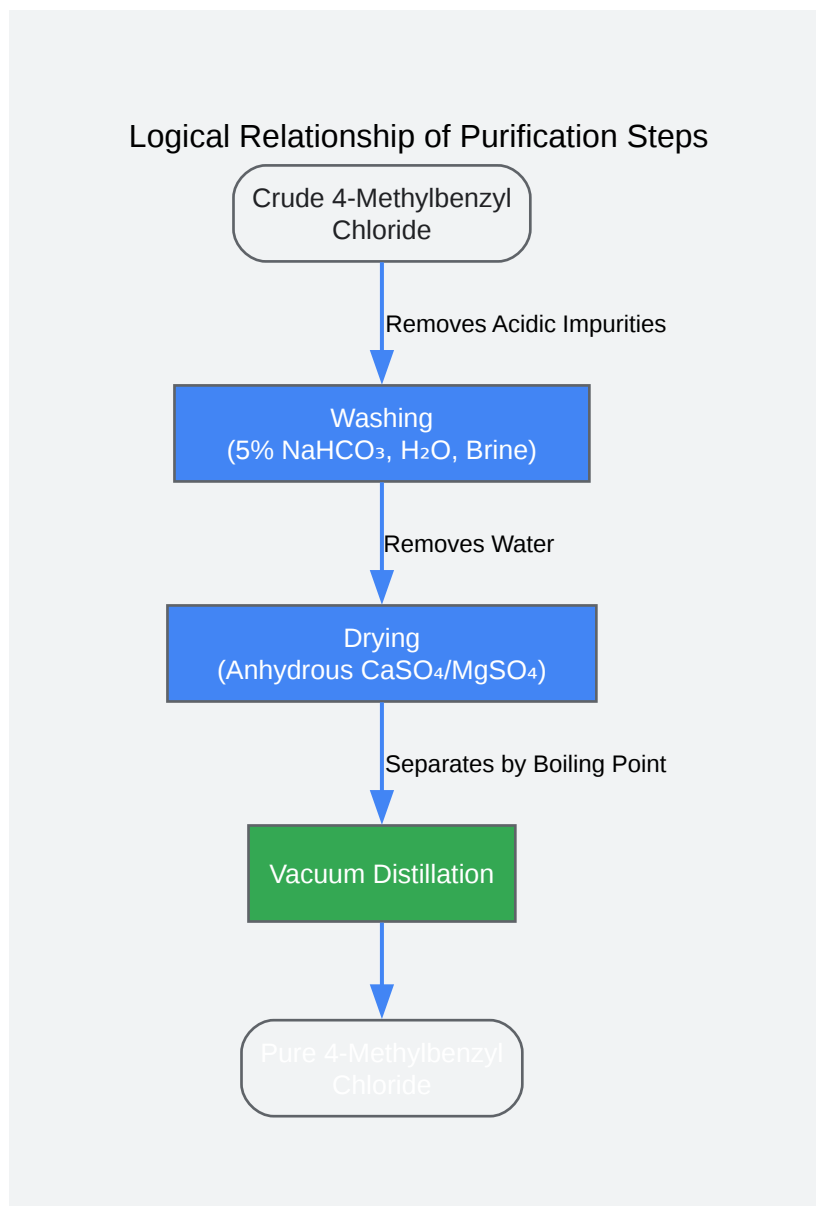 Logical Relationship of Purification Steps
Crude 4-Methylbenzyl
Chloride
Removes Acidic Impurities
Washing
(5% NaHCO₃, H₂O, Brine)
Removes Water
Drying
(Anhydrous CaSO₄/MgSO₄)
Separates by Boiling Point
Vacuum Distillation
Pure 4-Methylbenzyl
Chloride